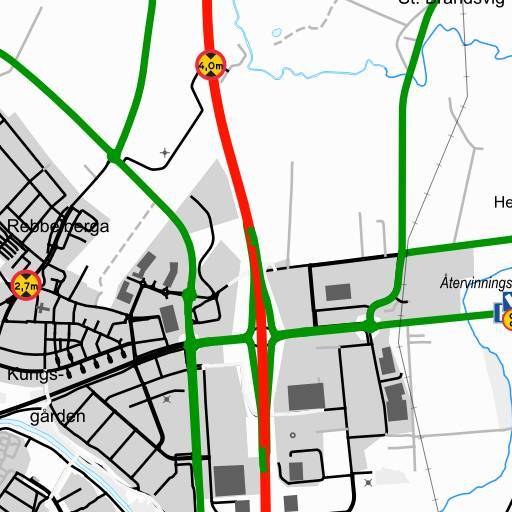 St. Brandsvig
4,0m
He
Rebbelberga
Återvinnings
2,7m
Kungs-
gården